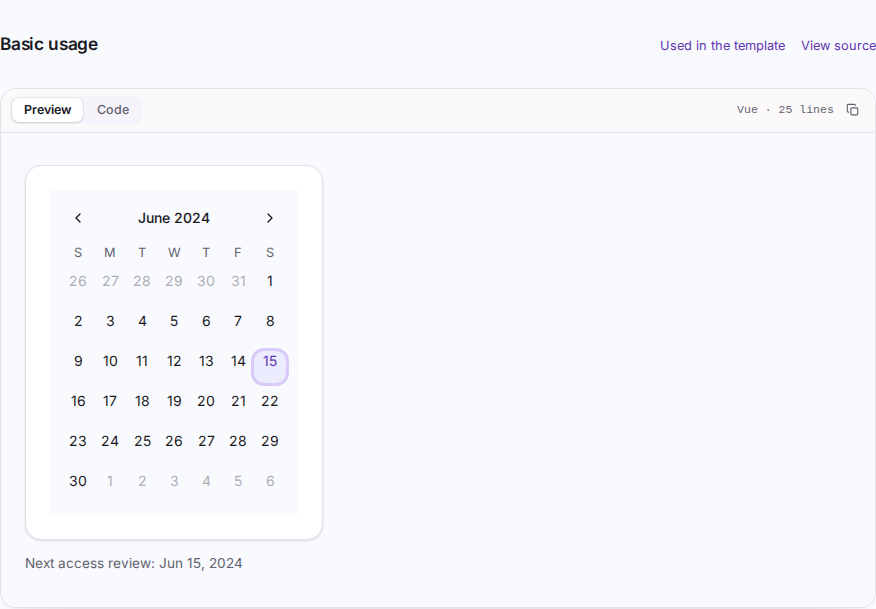 Basic usage
Used in the template View source
Preview Code
Vue · 25 lines
June 2024
S M T W T F S
26 27 28 29 30 31 1
2 3 4 5 6 7 8
9 10 11 12 13 14 15
16 17 18 19 20 21 22
23 24 25 26 27 28 29
30 1 2 3 4 5 6
Next access review: Jun 15, 2024